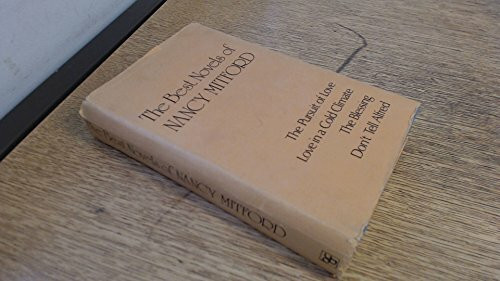 The Best Novels of
NANCY MITFORD
The Pursuit of Love
Love in a Cold Climate
The Blessing
Don't Tell Alfred
The Best Novels of NANCY MITFORD